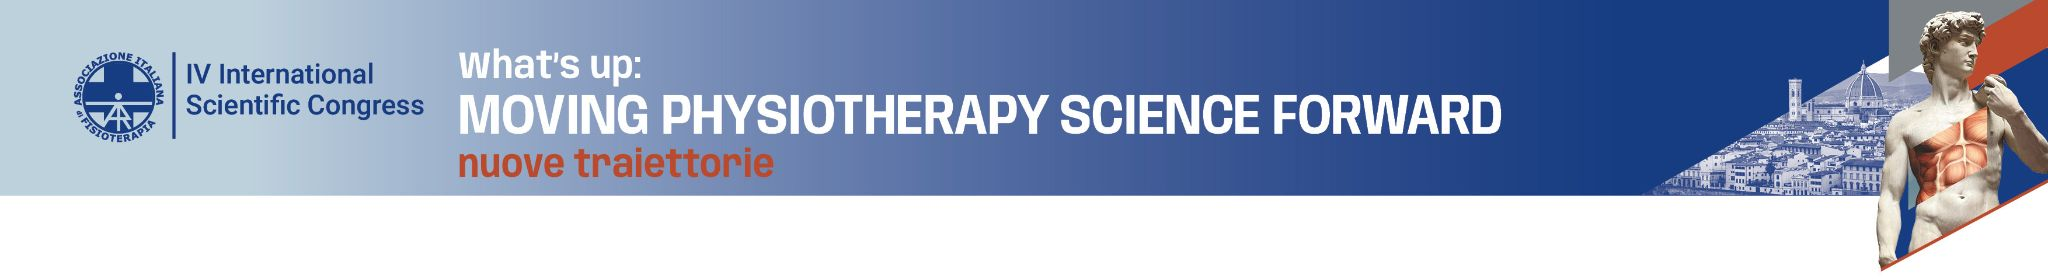 ASSOCIAZIONE ITALIANA
di FISIOTERAPIA
IV International
Scientific Congress
What's up:
MOVING PHYSIOTHERAPY SCIENCE FORWARD
nuove traiettorie